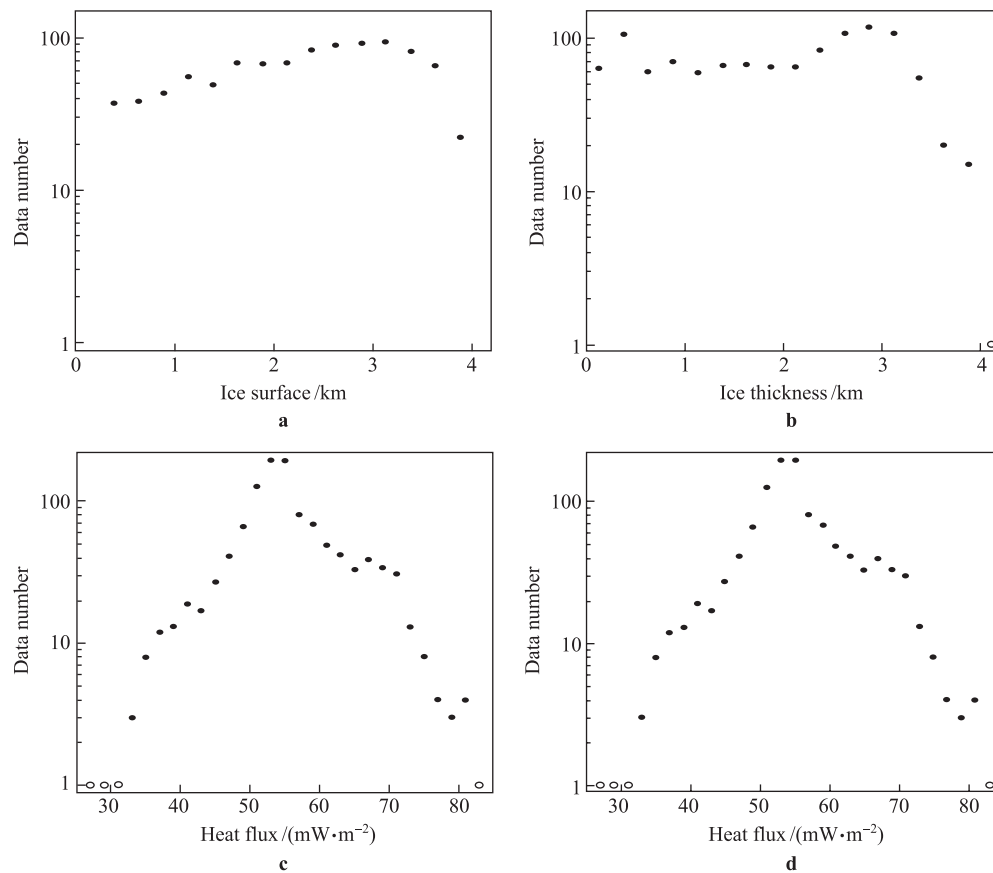 100
10
1
Data number
0
1
2
3
4
Ice surface /km
a
100
10
1
Data number
0
1
2
3
4
Ice thickness /km
b
100
10
1
Data number
30
40
50
60
70
80
Heat flux /(mW·m⁻²)
c
100
10
1
Data number
30
40
50
60
70
80
Heat flux /(mW·m⁻²)
d